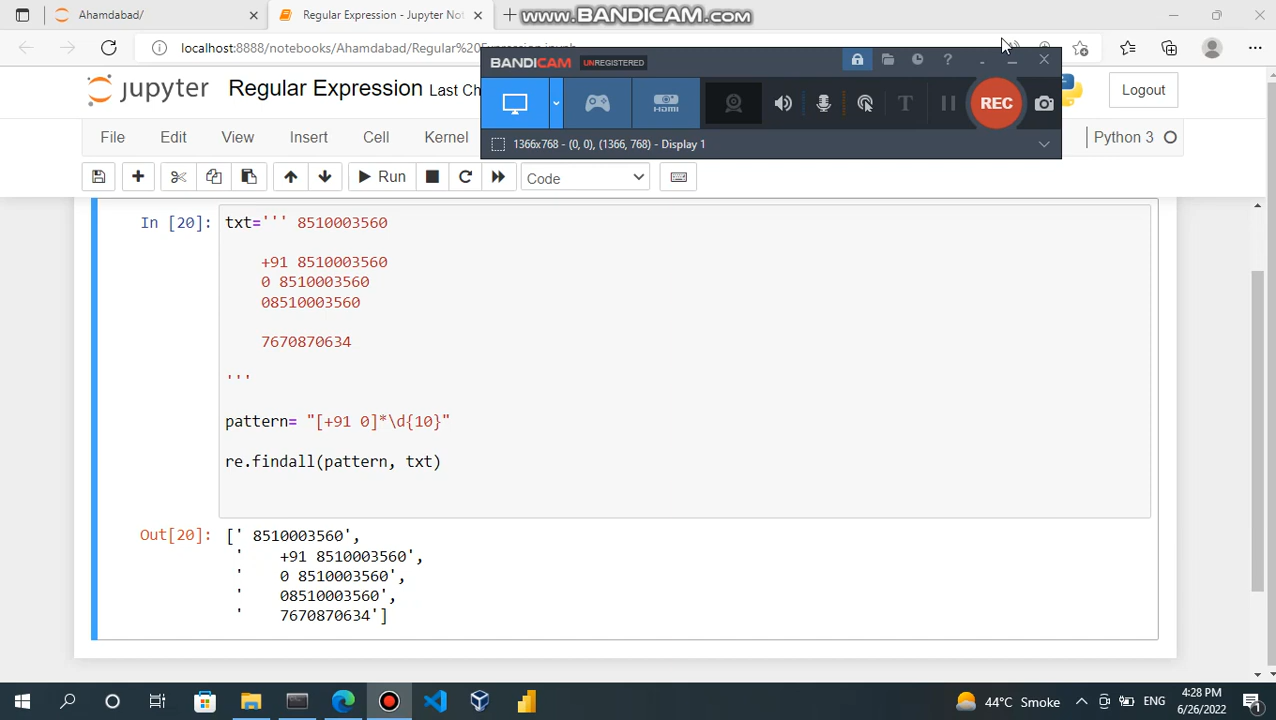 Ahamdabad/
Regular Expression - Jupyter Not
www.BANDICAM.com
localhost:8888/notebooks/Ahamdabad/Regular%20Expression.ipynb
BANDICAM UNREGISTERED
jupyter Regular Expression Last Ch
HDMI
REC
Logout
1366x768 - (0, 0), (1366, 768) - Display 1
File Edit View Insert Cell Kernel
Python 3
Run
Code
In [20]:
txt=''' 8510003560
+91 8510003560
0 8510003560
08510003560
7670870634
'''
pattern= "[+91 0]*\d{10}"
re.findall(pattern, txt)
Out[20]:
[' 8510003560',
'    +91 8510003560',
'    0 8510003560',
'    08510003560',
'    7670870634']
44°C Smoke
ENG
4:28 PM
6/26/2022
1